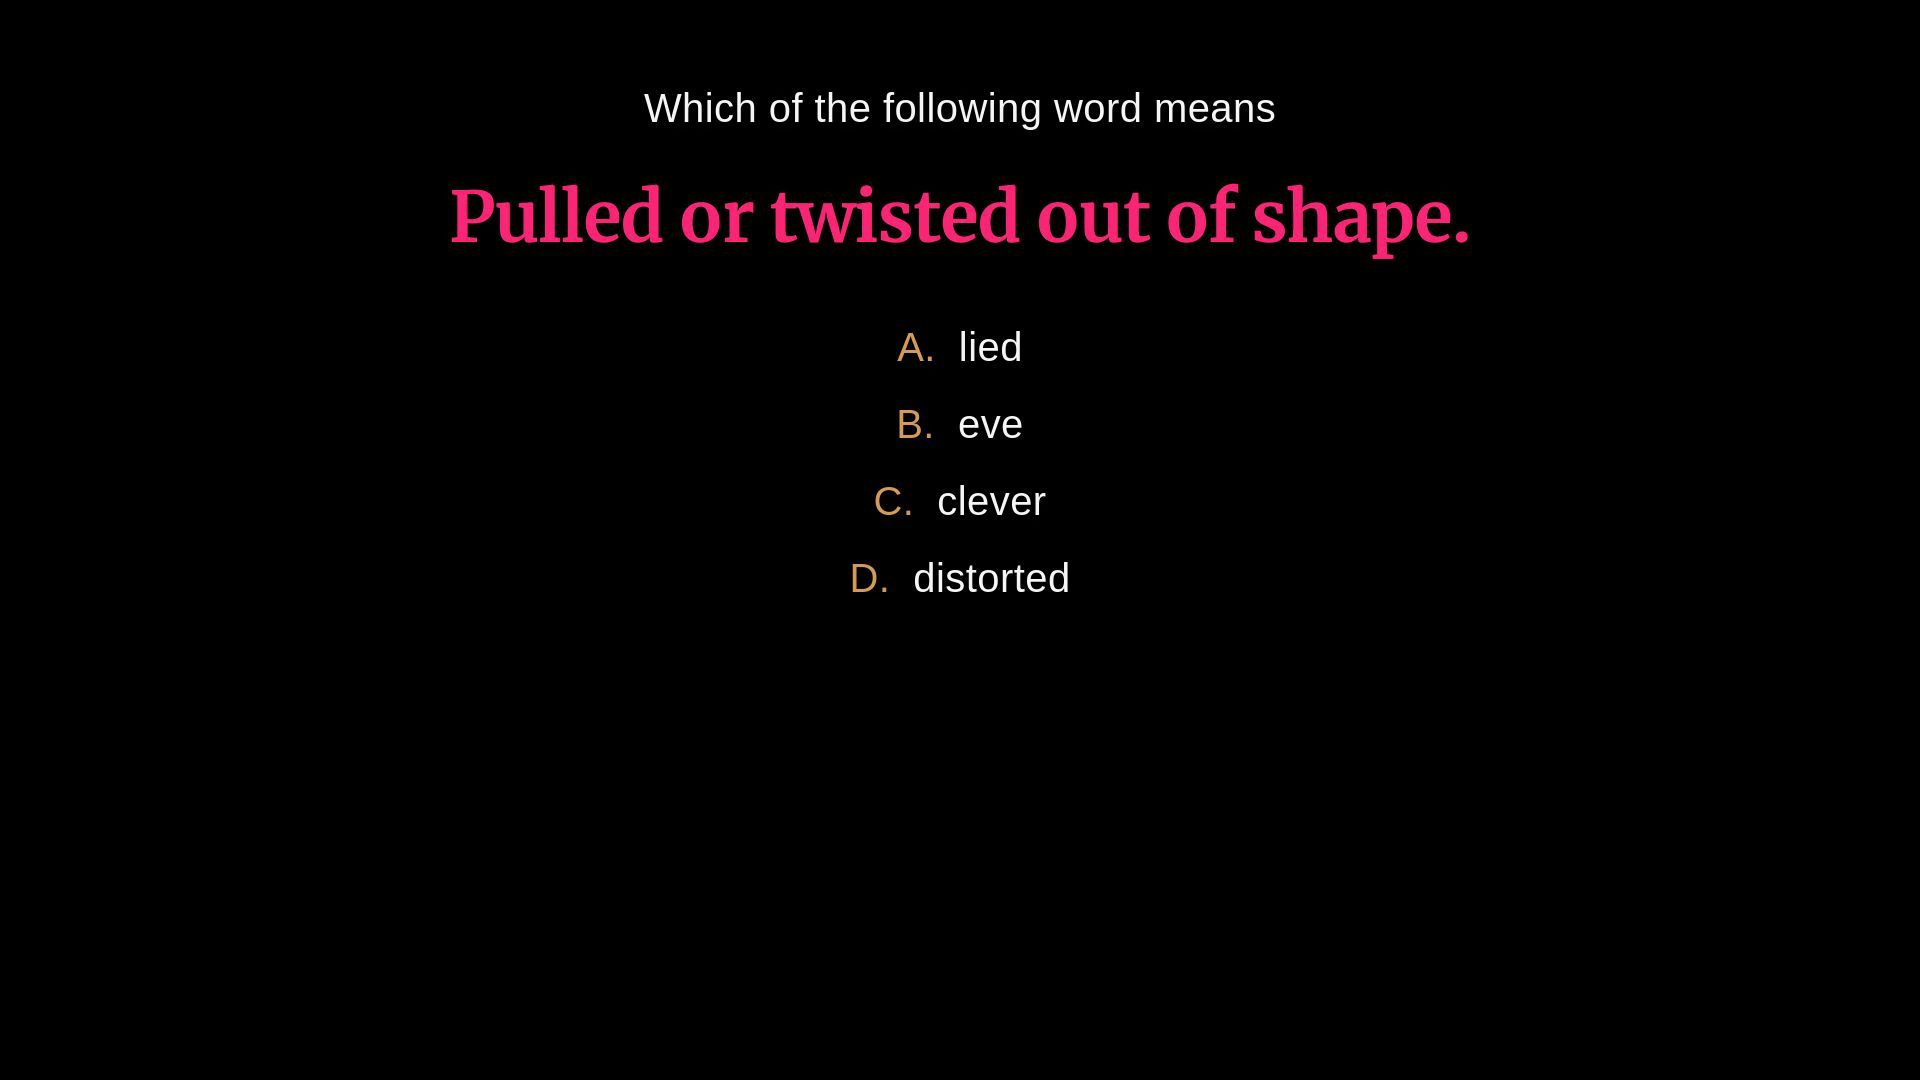 Which of the following word means
Pulled or twisted out of shape.
A. lied
B. eve
C. clever
D. distorted